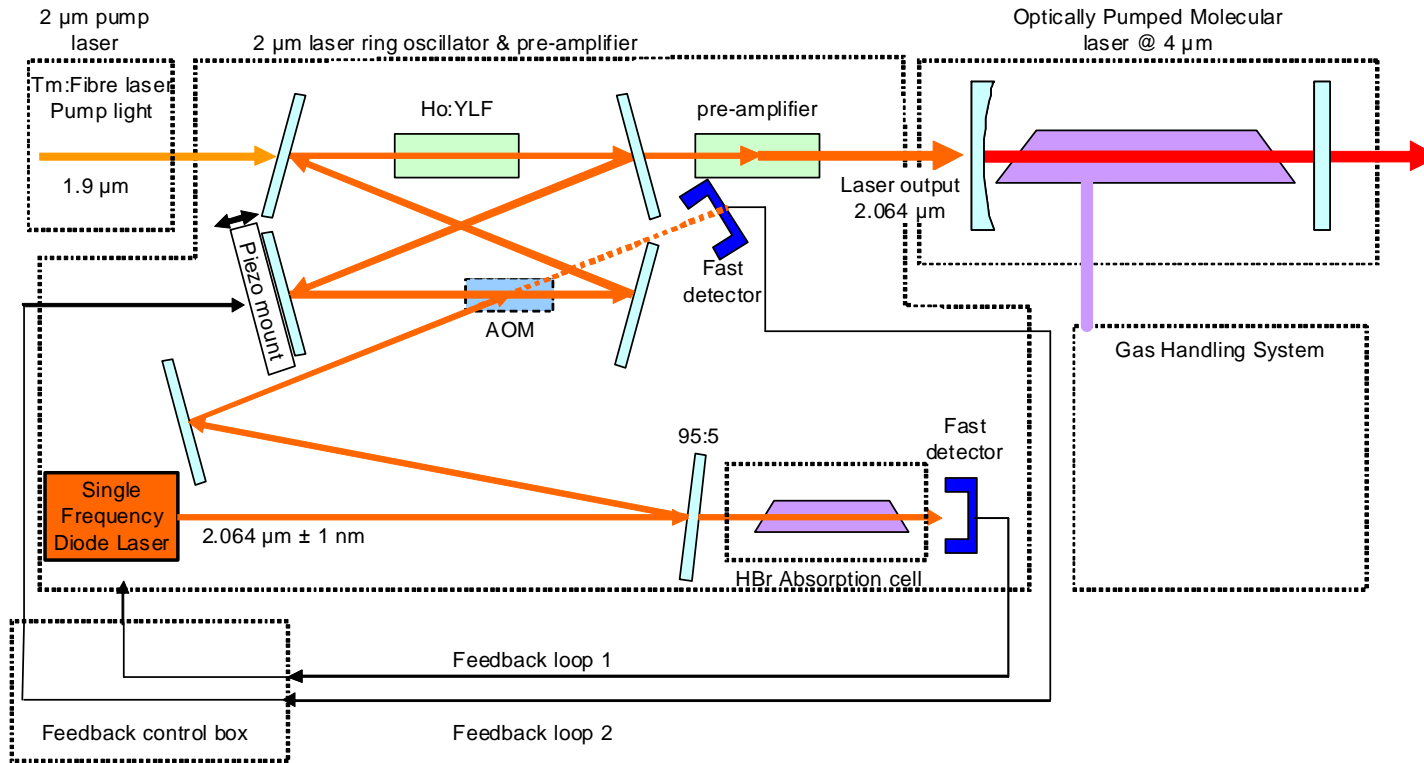 2 µm pump
laser
2 µm laser ring oscillator & pre-amplifier
Optically Pumped Molecular
laser @ 4 µm
Tm:Fibre laser
Pump light
1.9 µm
Ho:YLF
pre-amplifier
Laser output
2.064 µm
Piezo mount
AOM
Fast
detector
Gas Handling System
95:5
Fast
detector
Single
Frequency
Diode Laser
2.064 µm ± 1 nm
HBr Absorption cell
Feedback loop 1
Feedback control box
Feedback loop 2